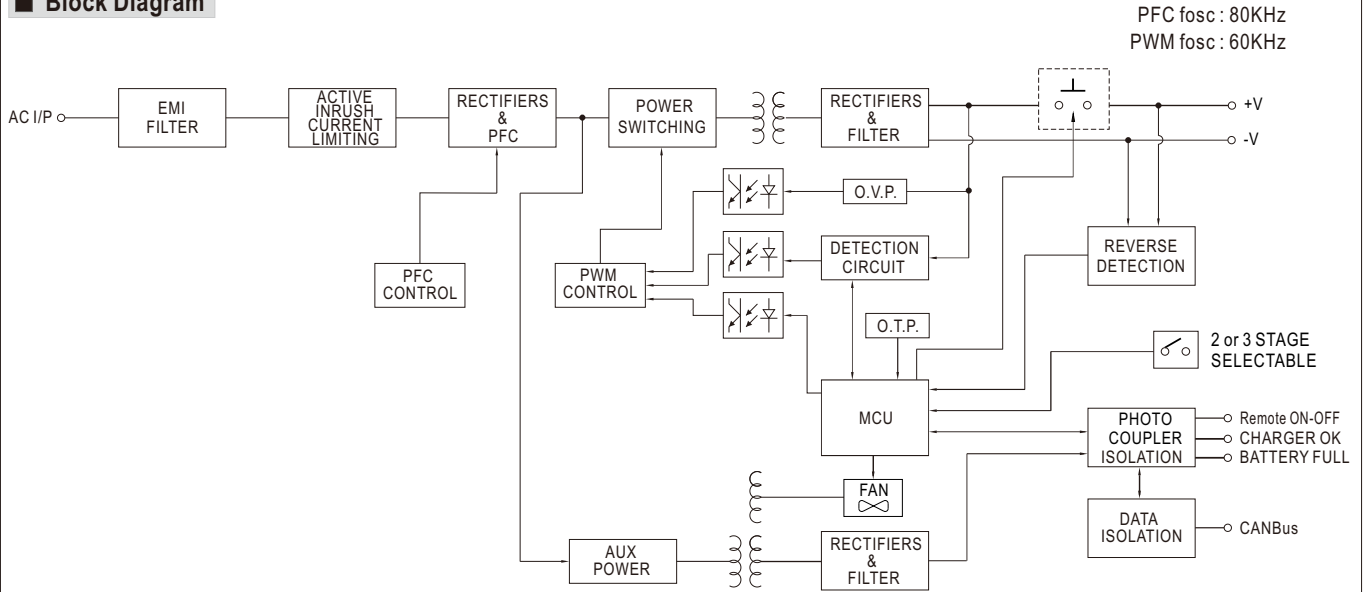 ■ Block Diagram
PFC fosc : 80KHz
PWM fosc : 60KHz
AC I/P
EMI
FILTER
ACTIVE
INRUSH
CURRENT
LIMITING
RECTIFIERS
&
PFC
POWER
SWITCHING
RECTIFIERS
&
FILTER
+V
-V
O.V.P.
PFC
CONTROL
PWM
CONTROL
DETECTION
CIRCUIT
REVERSE
DETECTION
O.T.P.
2 or 3 STAGE
SELECTABLE
MCU
PHOTO
COUPLER
ISOLATION
Remote ON-OFF
CHARGER OK
BATTERY FULL
FAN
DATA
ISOLATION
CANBus
AUX
POWER
RECTIFIERS
&
FILTER